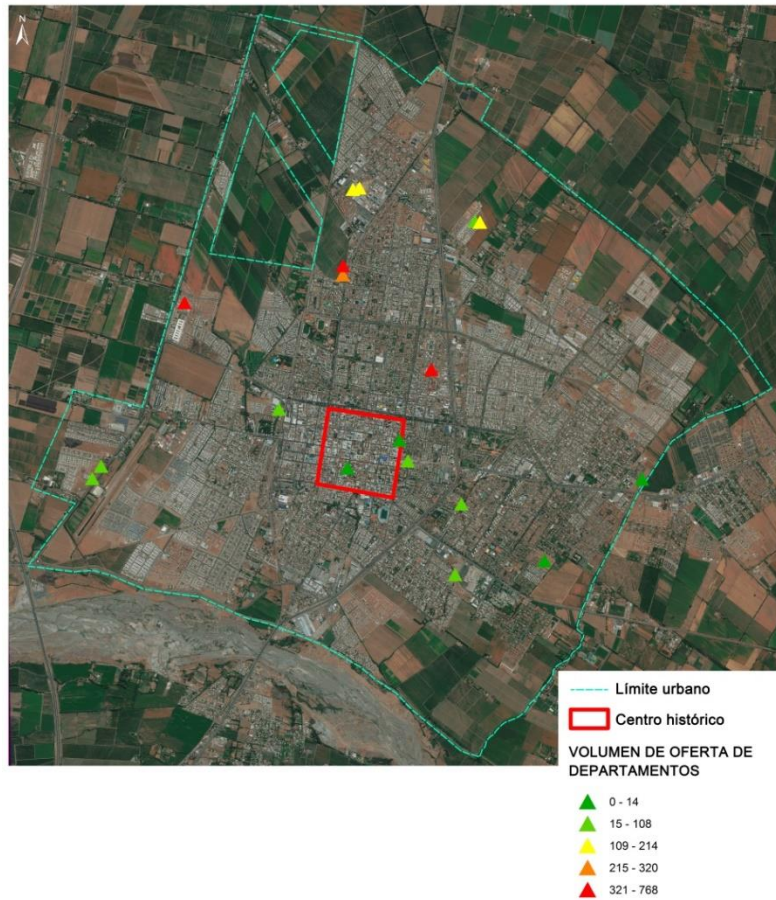 N
Límite urbano
Centro histórico
VOLUMEN DE OFERTA DE
DEPARTAMENTOS
0 - 14
15 - 108
109 - 214
215 - 320
321 - 768